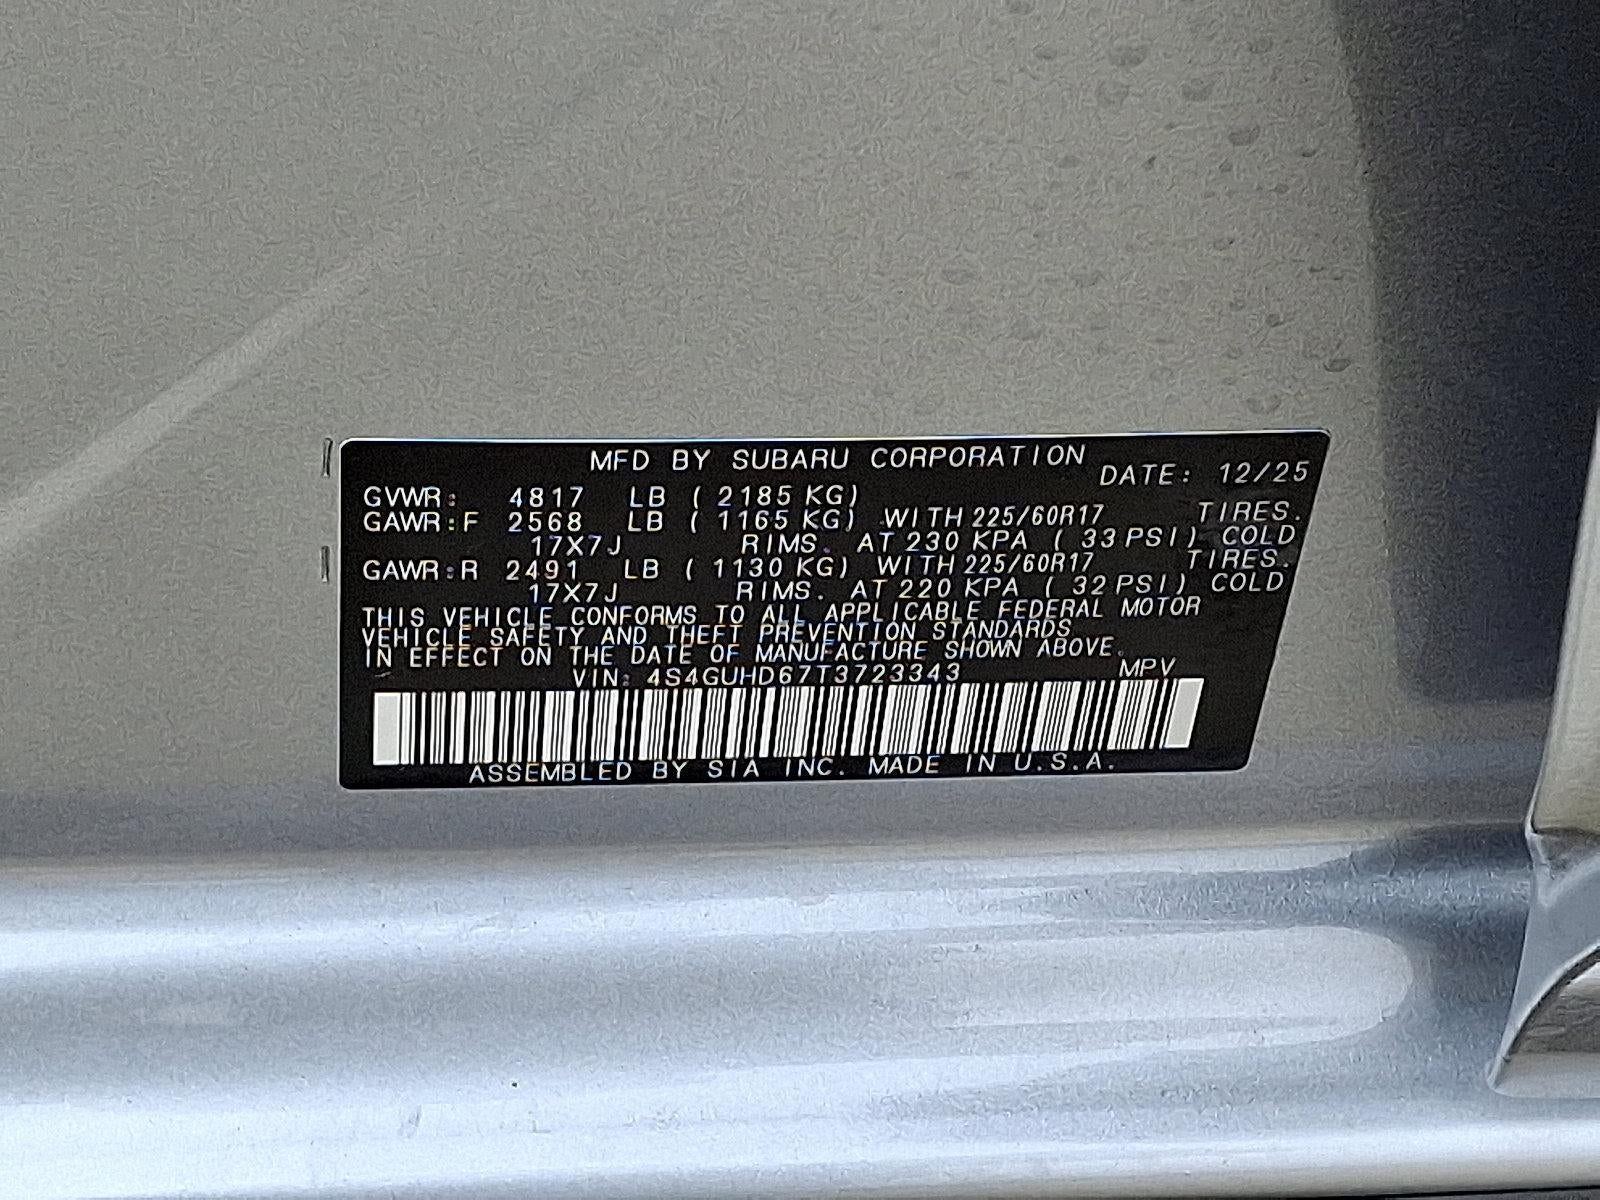 MFD BY SUBARU CORPORATION DATE: 12/25
GVWR: 4817 LB ( 2185 KG)
GAWR:F 2568 LB ( 1165 KG) WITH 225/60R17 TIRES.
17X7J RIMS. AT 230 KPA ( 33 PSI) COLD
GAWR:R 2491 LB ( 1130 KG) WITH 225/60R17 TIRES.
17X7J RIMS. AT 220 KPA ( 32 PSI) COLD
THIS VEHICLE CONFORMS TO ALL APPLICABLE FEDERAL MOTOR
VEHICLE SAFETY AND THEFT PREVENTION STANDARDS
IN EFFECT ON THE DATE OF MANUFACTURE SHOWN ABOVE.
VIN: 4S4GUHD67T3723343 MPV
ASSEMBLED BY SIA INC. MADE IN U.S.A.